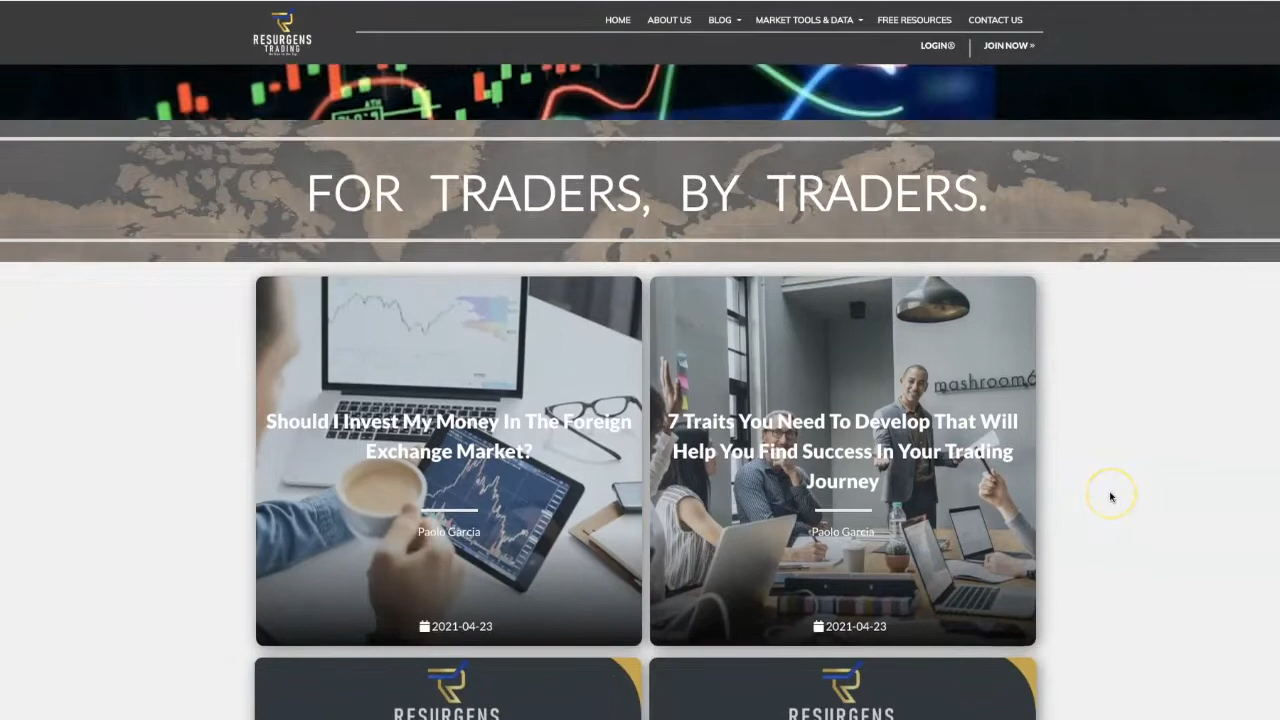 HOME ABOUT US BLOG MARKET TOOLS & DATA FREE RESOURCES CONTACT US
RESURGENS
TRADING
LOGIN JOIN NOW »
FOR TRADERS, BY TRADERS.
mashroom
Should I Invest My Money In The Foreign
Exchange Market?
Paolo Garcia
2021-04-23
7 Traits You Need To Develop That Will
Help You Find Success In Your Trading
Journey
Paolo Garcia
2021-04-23
RESURGENS
RESURGENS